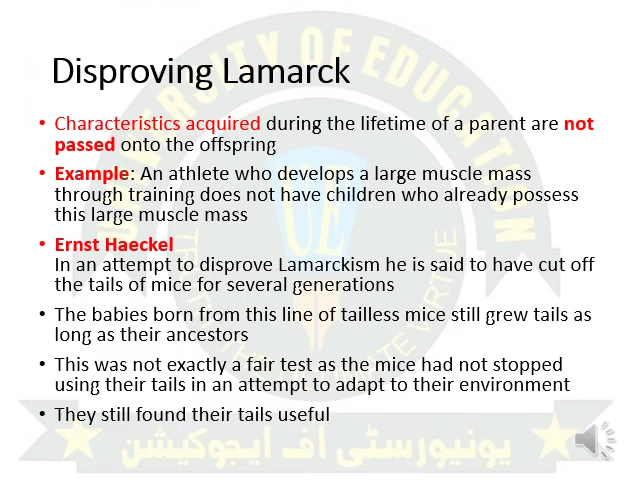 UNIVERSITY OF EDUCATION
Disproving Lamarck
• Characteristics acquired during the lifetime of a parent are not
passed onto the offspring
• Example: An athlete who develops a large muscle mass
through training does not have children who already possess
this large muscle mass
• Ernst Haeckel
In an attempt to disprove Lamarckism he is said to have cut off
the tails of mice for several generations
• The babies born from this line of tailless mice still grew tails as
long as their ancestors
• This was not exactly a fair test as the mice had not stopped
using their tails in an attempt to adapt to their environment
• They still found their tails useful
UE
یونیورسٹی آف ایجوکیشن